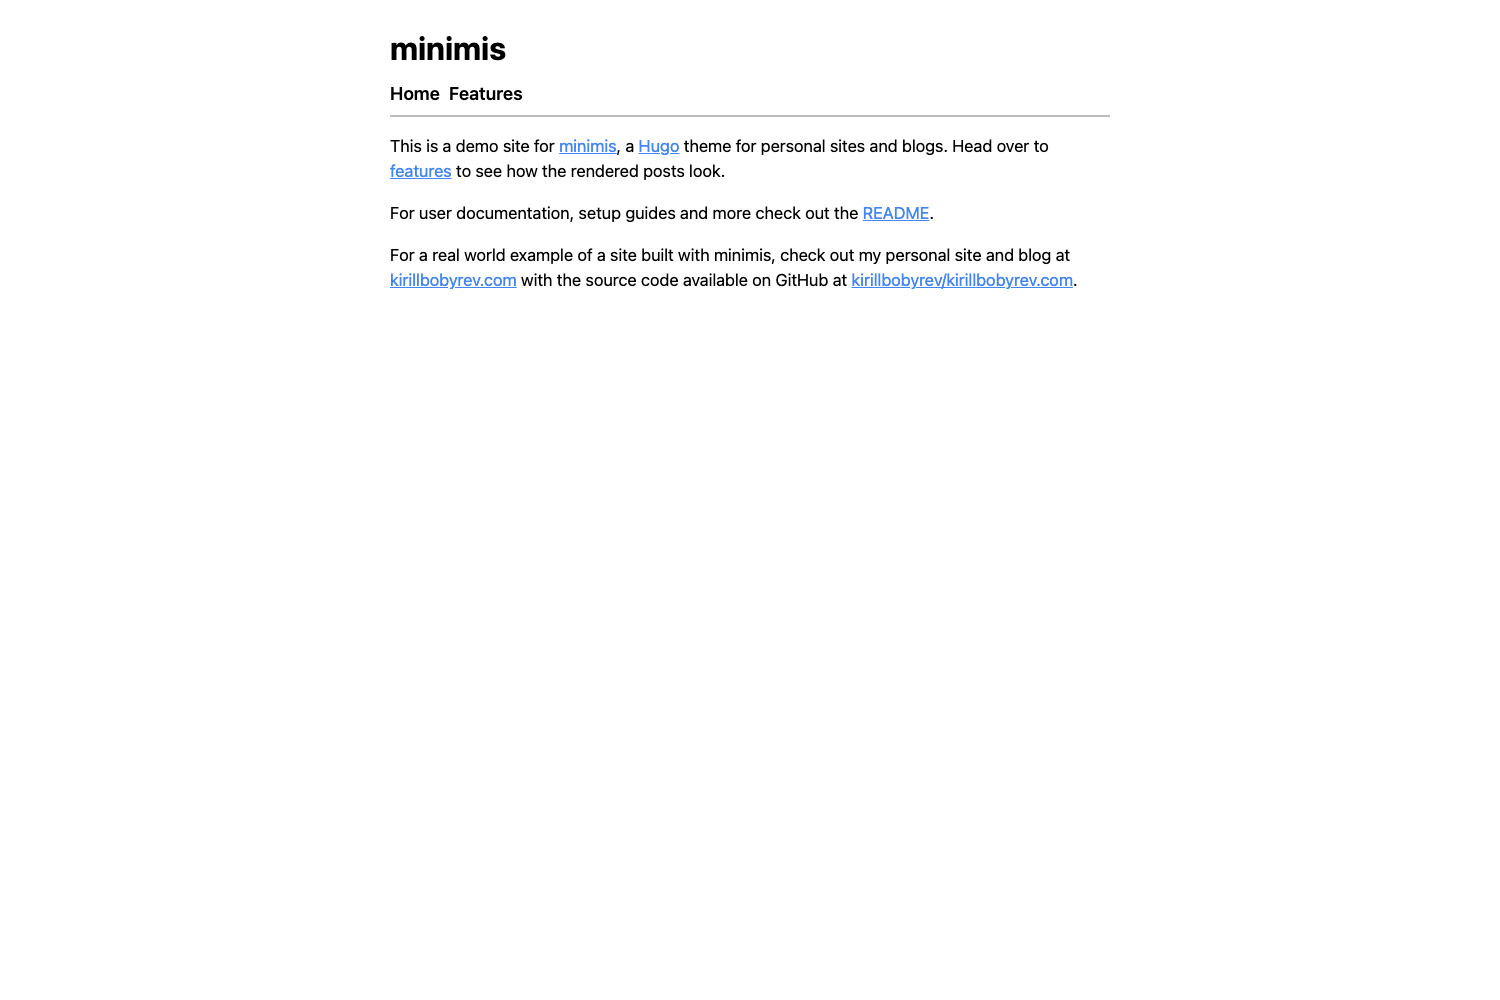 minimis
Home Features
This is a demo site for minimis, a Hugo theme for personal sites and blogs. Head over to
features to see how the rendered posts look.
For user documentation, setup guides and more check out the README.
For a real world example of a site built with minimis, check out my personal site and blog at
kirillbobyrev.com with the source code available on GitHub at kirillbobyrev/kirillbobyrev.com.